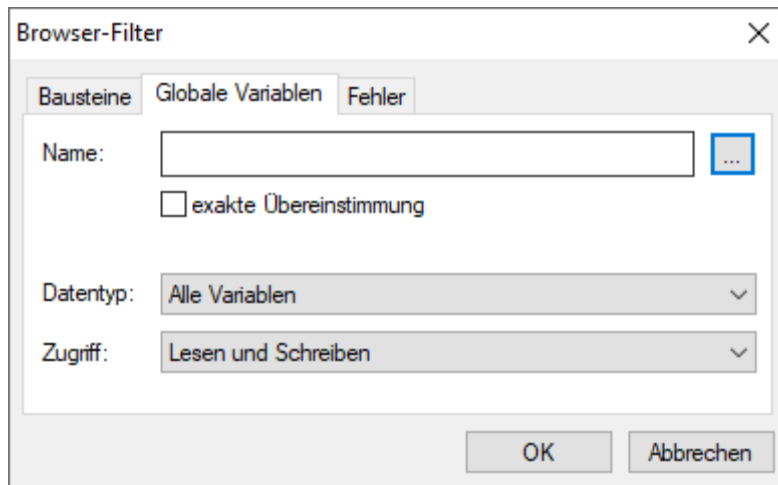 Browser-Filter
Bausteine Globale Variablen Fehler
Name: ...
exakte Übereinstimmung
Datentyp: Alle Variablen
Zugriff: Lesen und Schreiben
OK Abbrechen